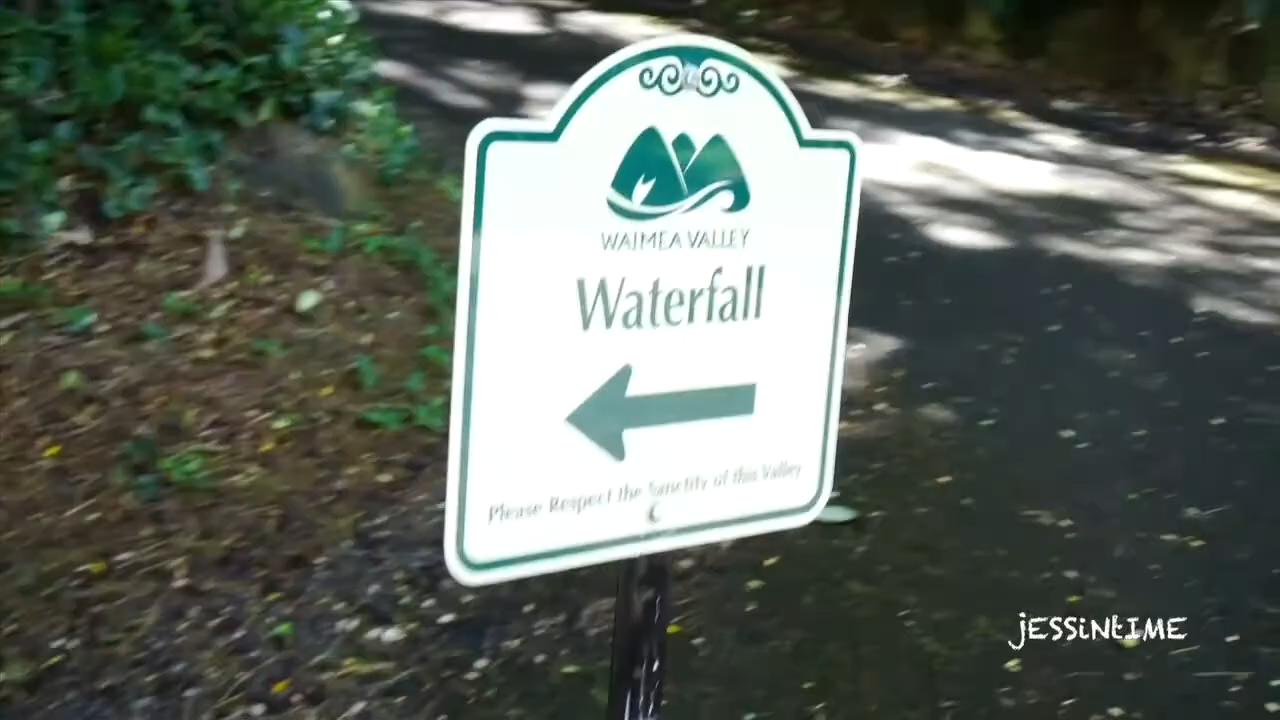 WAIMEA VALLEY
Waterfall
Please Respect the Sanctity of this Valley
jESSiNtIME